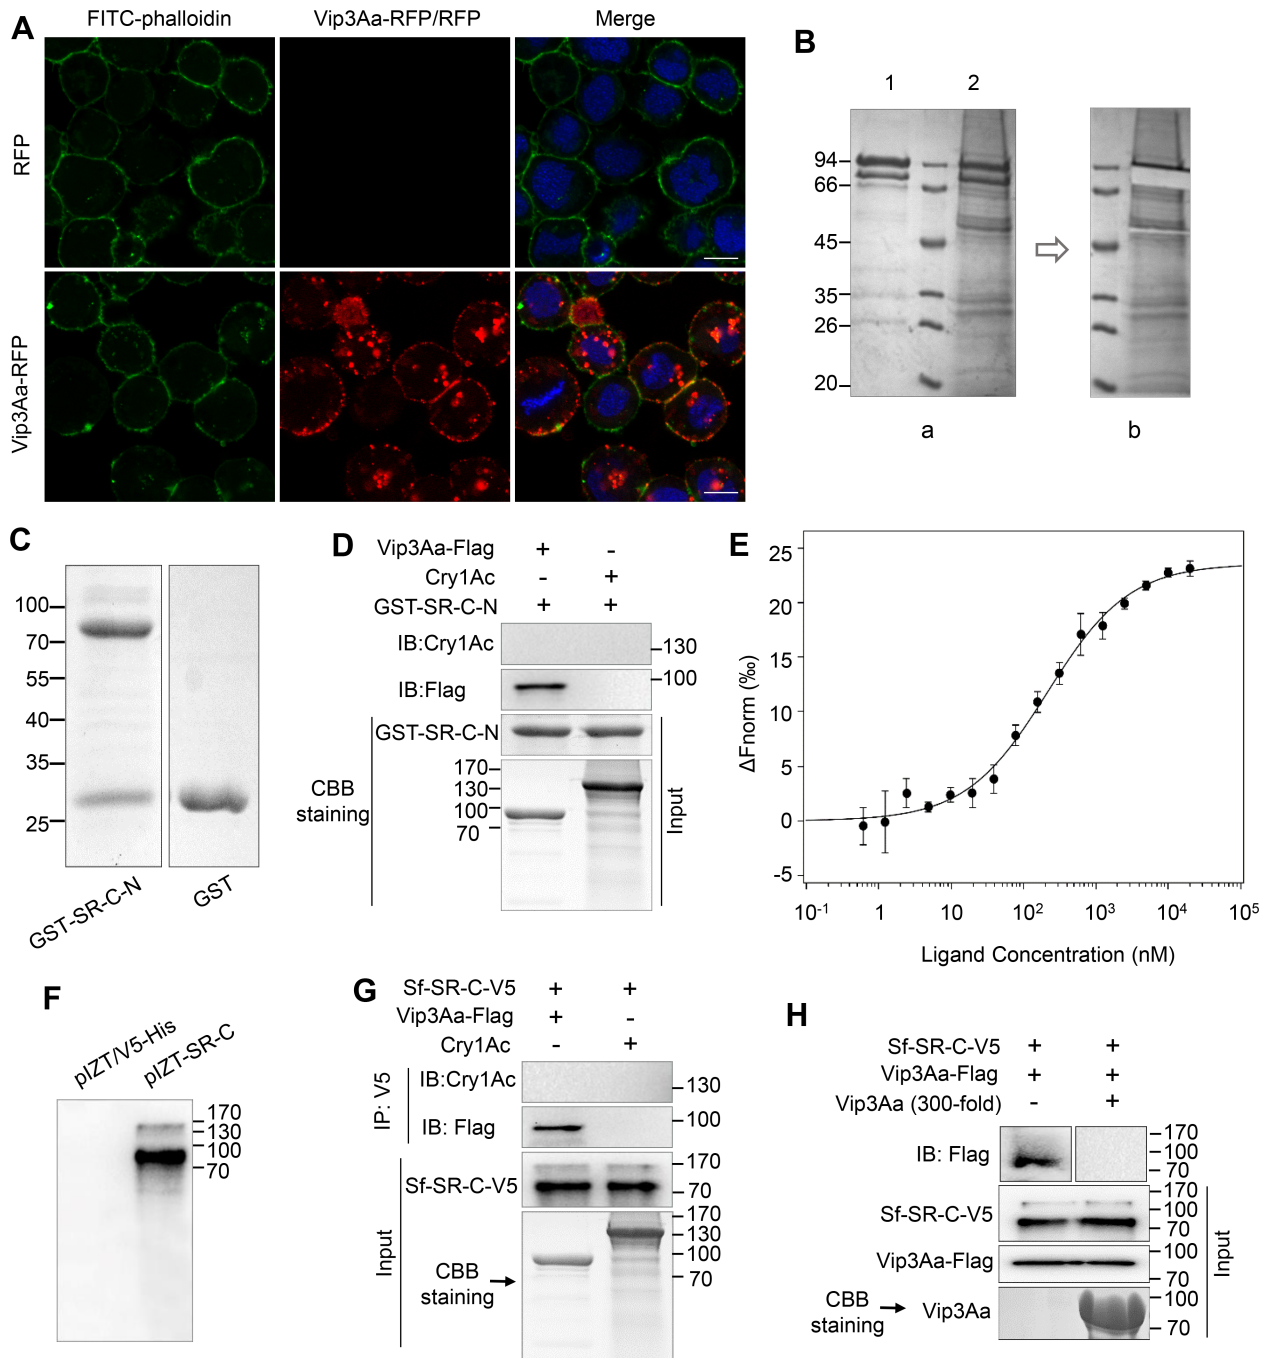 A
FITC-phalloidin
Vip3Aa-RFP/RFP
Merge
RFP
Vip3Aa-RFP
B
1
2
94
66
45
35
26
20
a
b
C
100
70
55
40
35
25
GST-SR-C-N
GST
D
Vip3Aa-Flag + -
Cry1Ac - +
GST-SR-C-N + +
IB:Cry1Ac
130
IB:Flag
100
GST-SR-C-N
CBB
staining
170
130
100
70
Input
E
ΔFnorm (‰)
25
20
15
10
5
0
-5
10-1 1 10 10² 10³ 10⁴ 10⁵
Ligand Concentration (nM)
F
pIZT/V5-His
pIZT-SR-C
170
130
100
70
G
Sf-SR-C-V5 + +
Vip3Aa-Flag + -
Cry1Ac - +
IP: V5
IB:Cry1Ac
130
IB: Flag
100
Sf-SR-C-V5
170
70
Input
CBB
staining
170
130
100
70
H
Sf-SR-C-V5 + +
Vip3Aa-Flag + +
Vip3Aa (300-fold) - +
IB: Flag
170
100
70
Sf-SR-C-V5
170
100
70
Vip3Aa-Flag
100
70
CBB
staining
Vip3Aa
100
70
Input